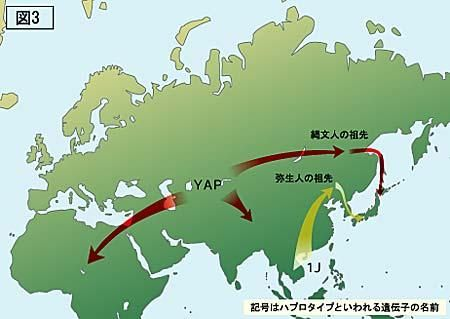 図3
縄文人の祖先
弥生人の祖先
YAP
1J
記号はハプロタイプといわれる遺伝子の名前